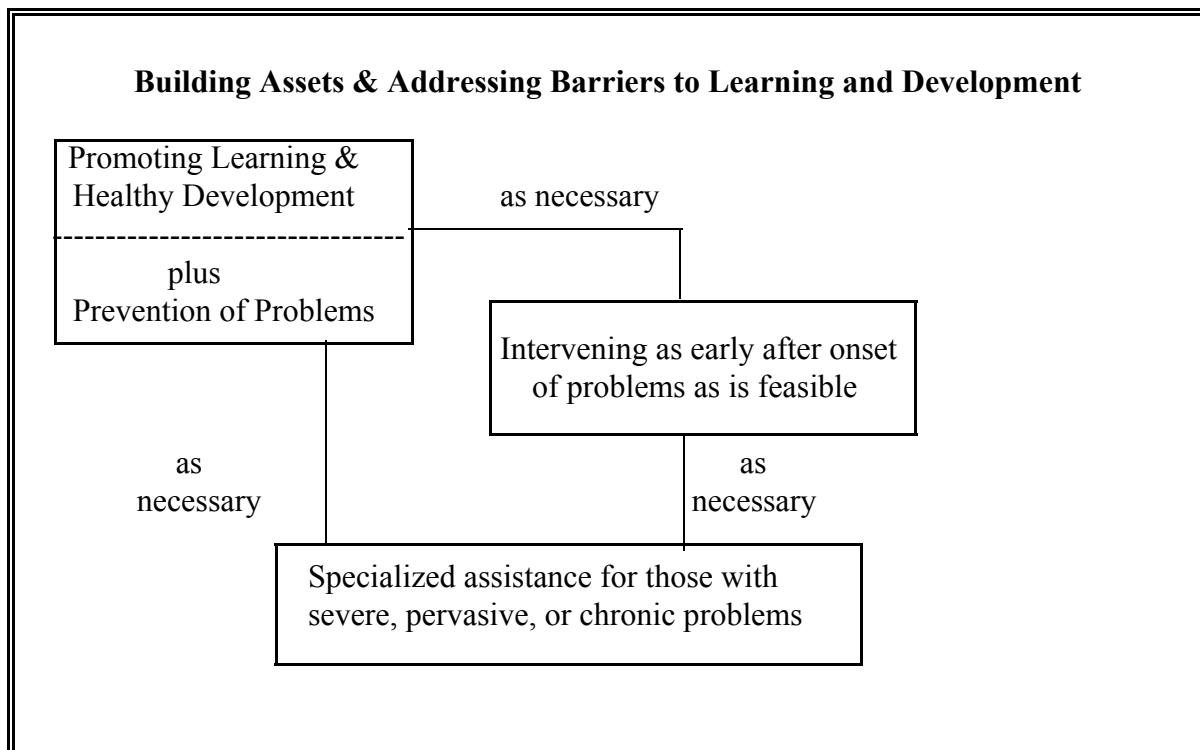 Building Assets & Addressing Barriers to Learning and Development
Promoting Learning &
Healthy Development
as necessary
plus
Prevention of Problems
Intervening as early after onset
of problems as is feasible
as
necessary
as
necessary
Specialized assistance for those with
severe, pervasive, or chronic problems